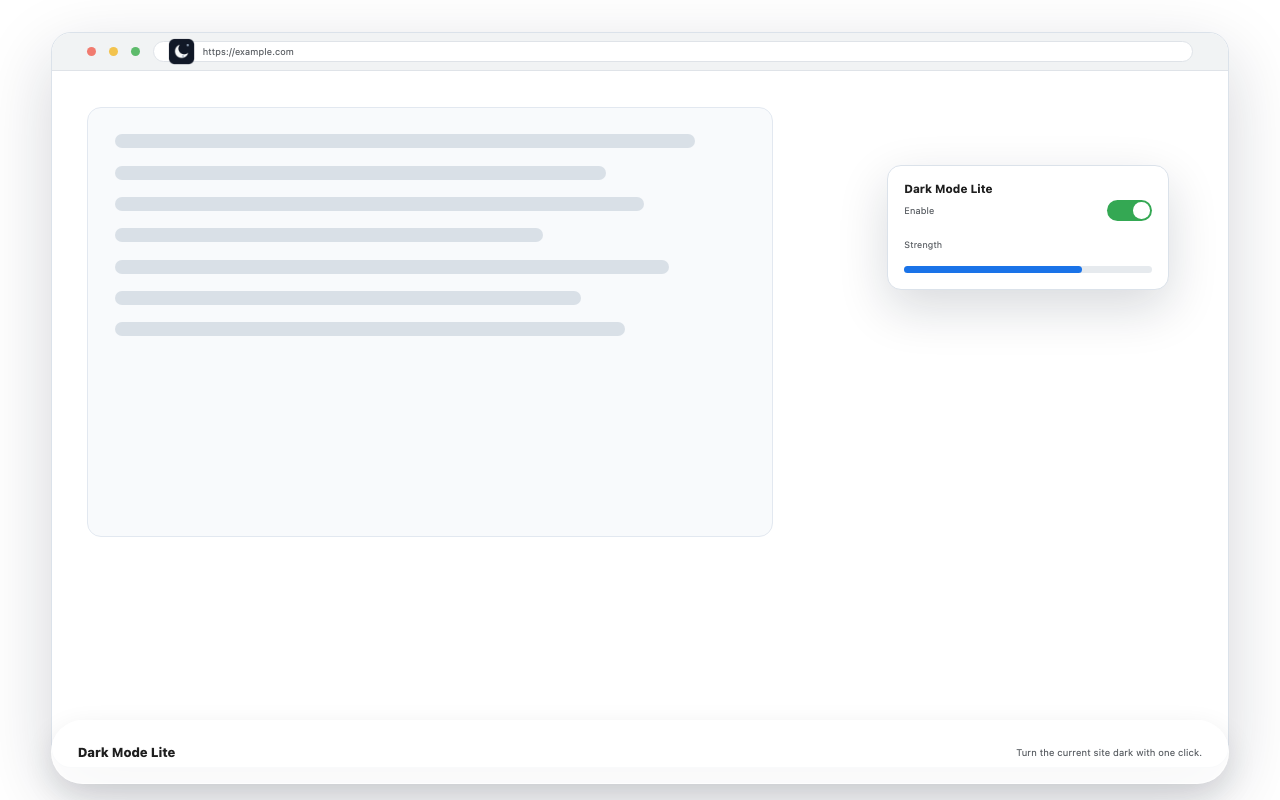 https://example.com
Dark Mode Lite
Enable
Strength
Dark Mode Lite
Turn the current site dark with one click.